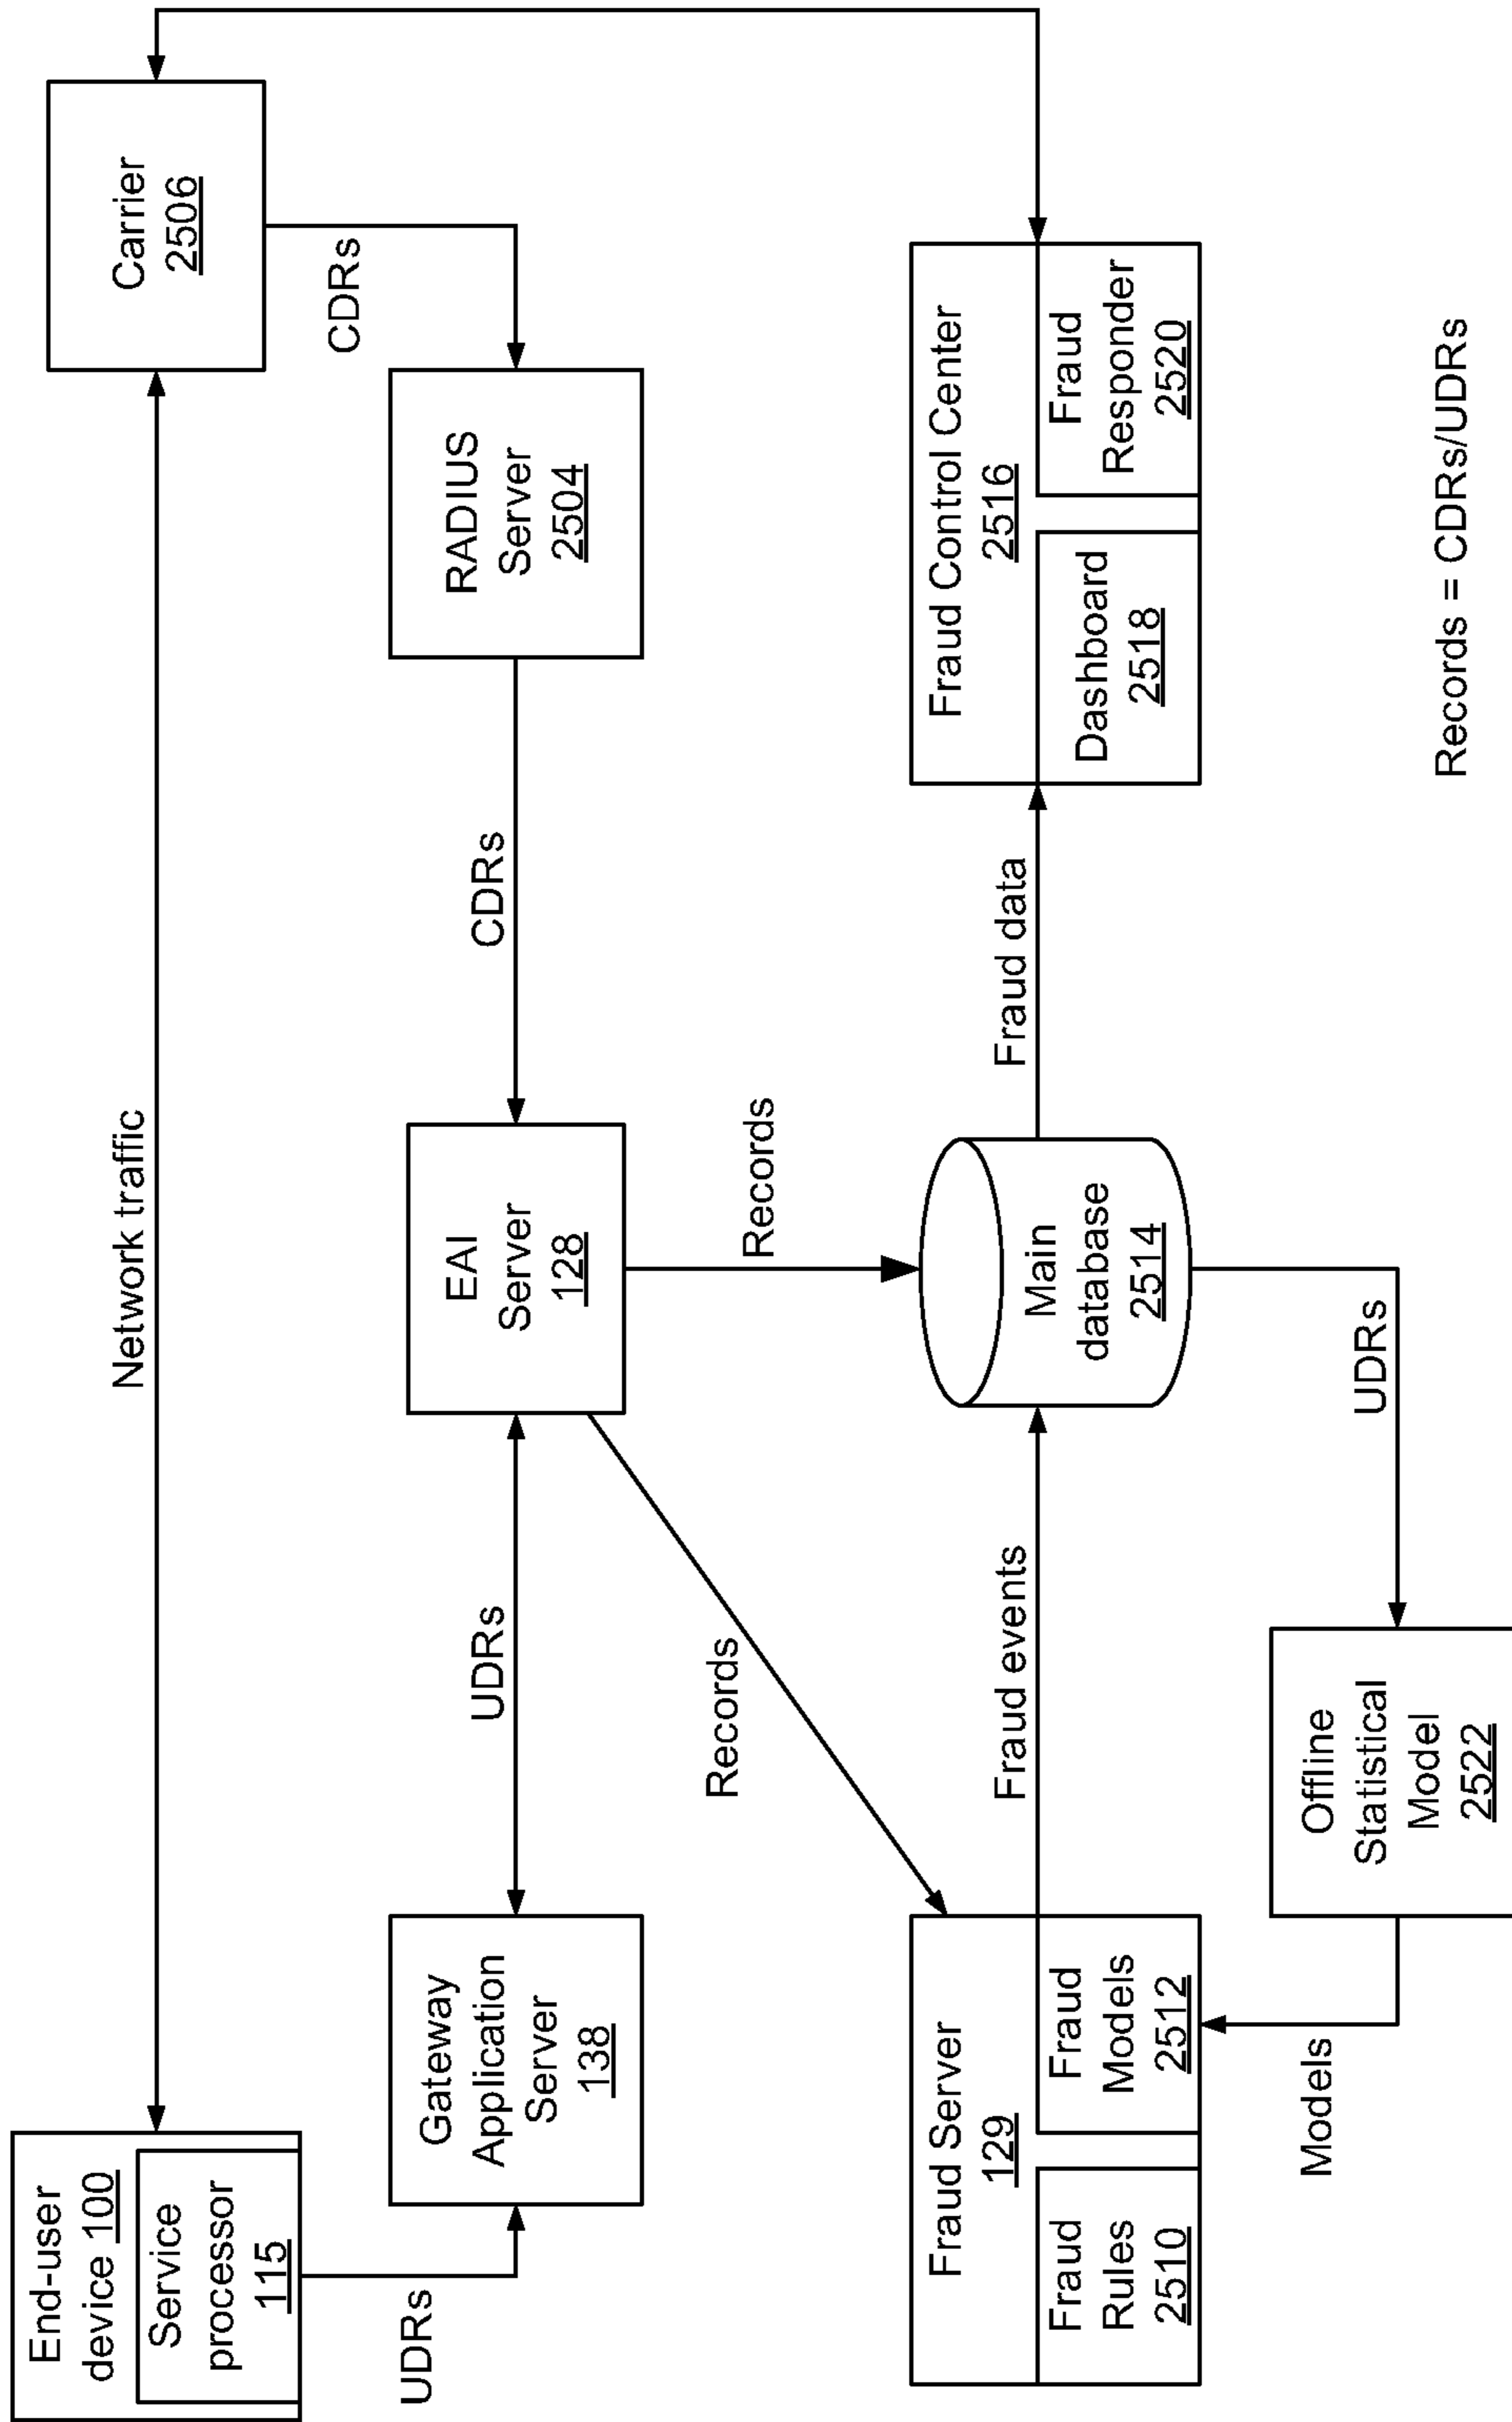 End-user
device 100
Service
processor
115
Network traffic
Carrier
2506
UDRs
CDRs
Gateway
Application
Server
138
UDRs
EAI
Server
128
CDRs
RADIUS
Server
2504
Records
Records
Fraud Server
129
Fraud
Rules
2510
Fraud
Models
2512
Fraud events
Main
database
2514
Fraud data
Fraud Control Center
2516
Dashboard
2518
Fraud
Responder
2520
Models
Offline
Statistical
Model
2522
UDRs
Records = CDRs/UDRs